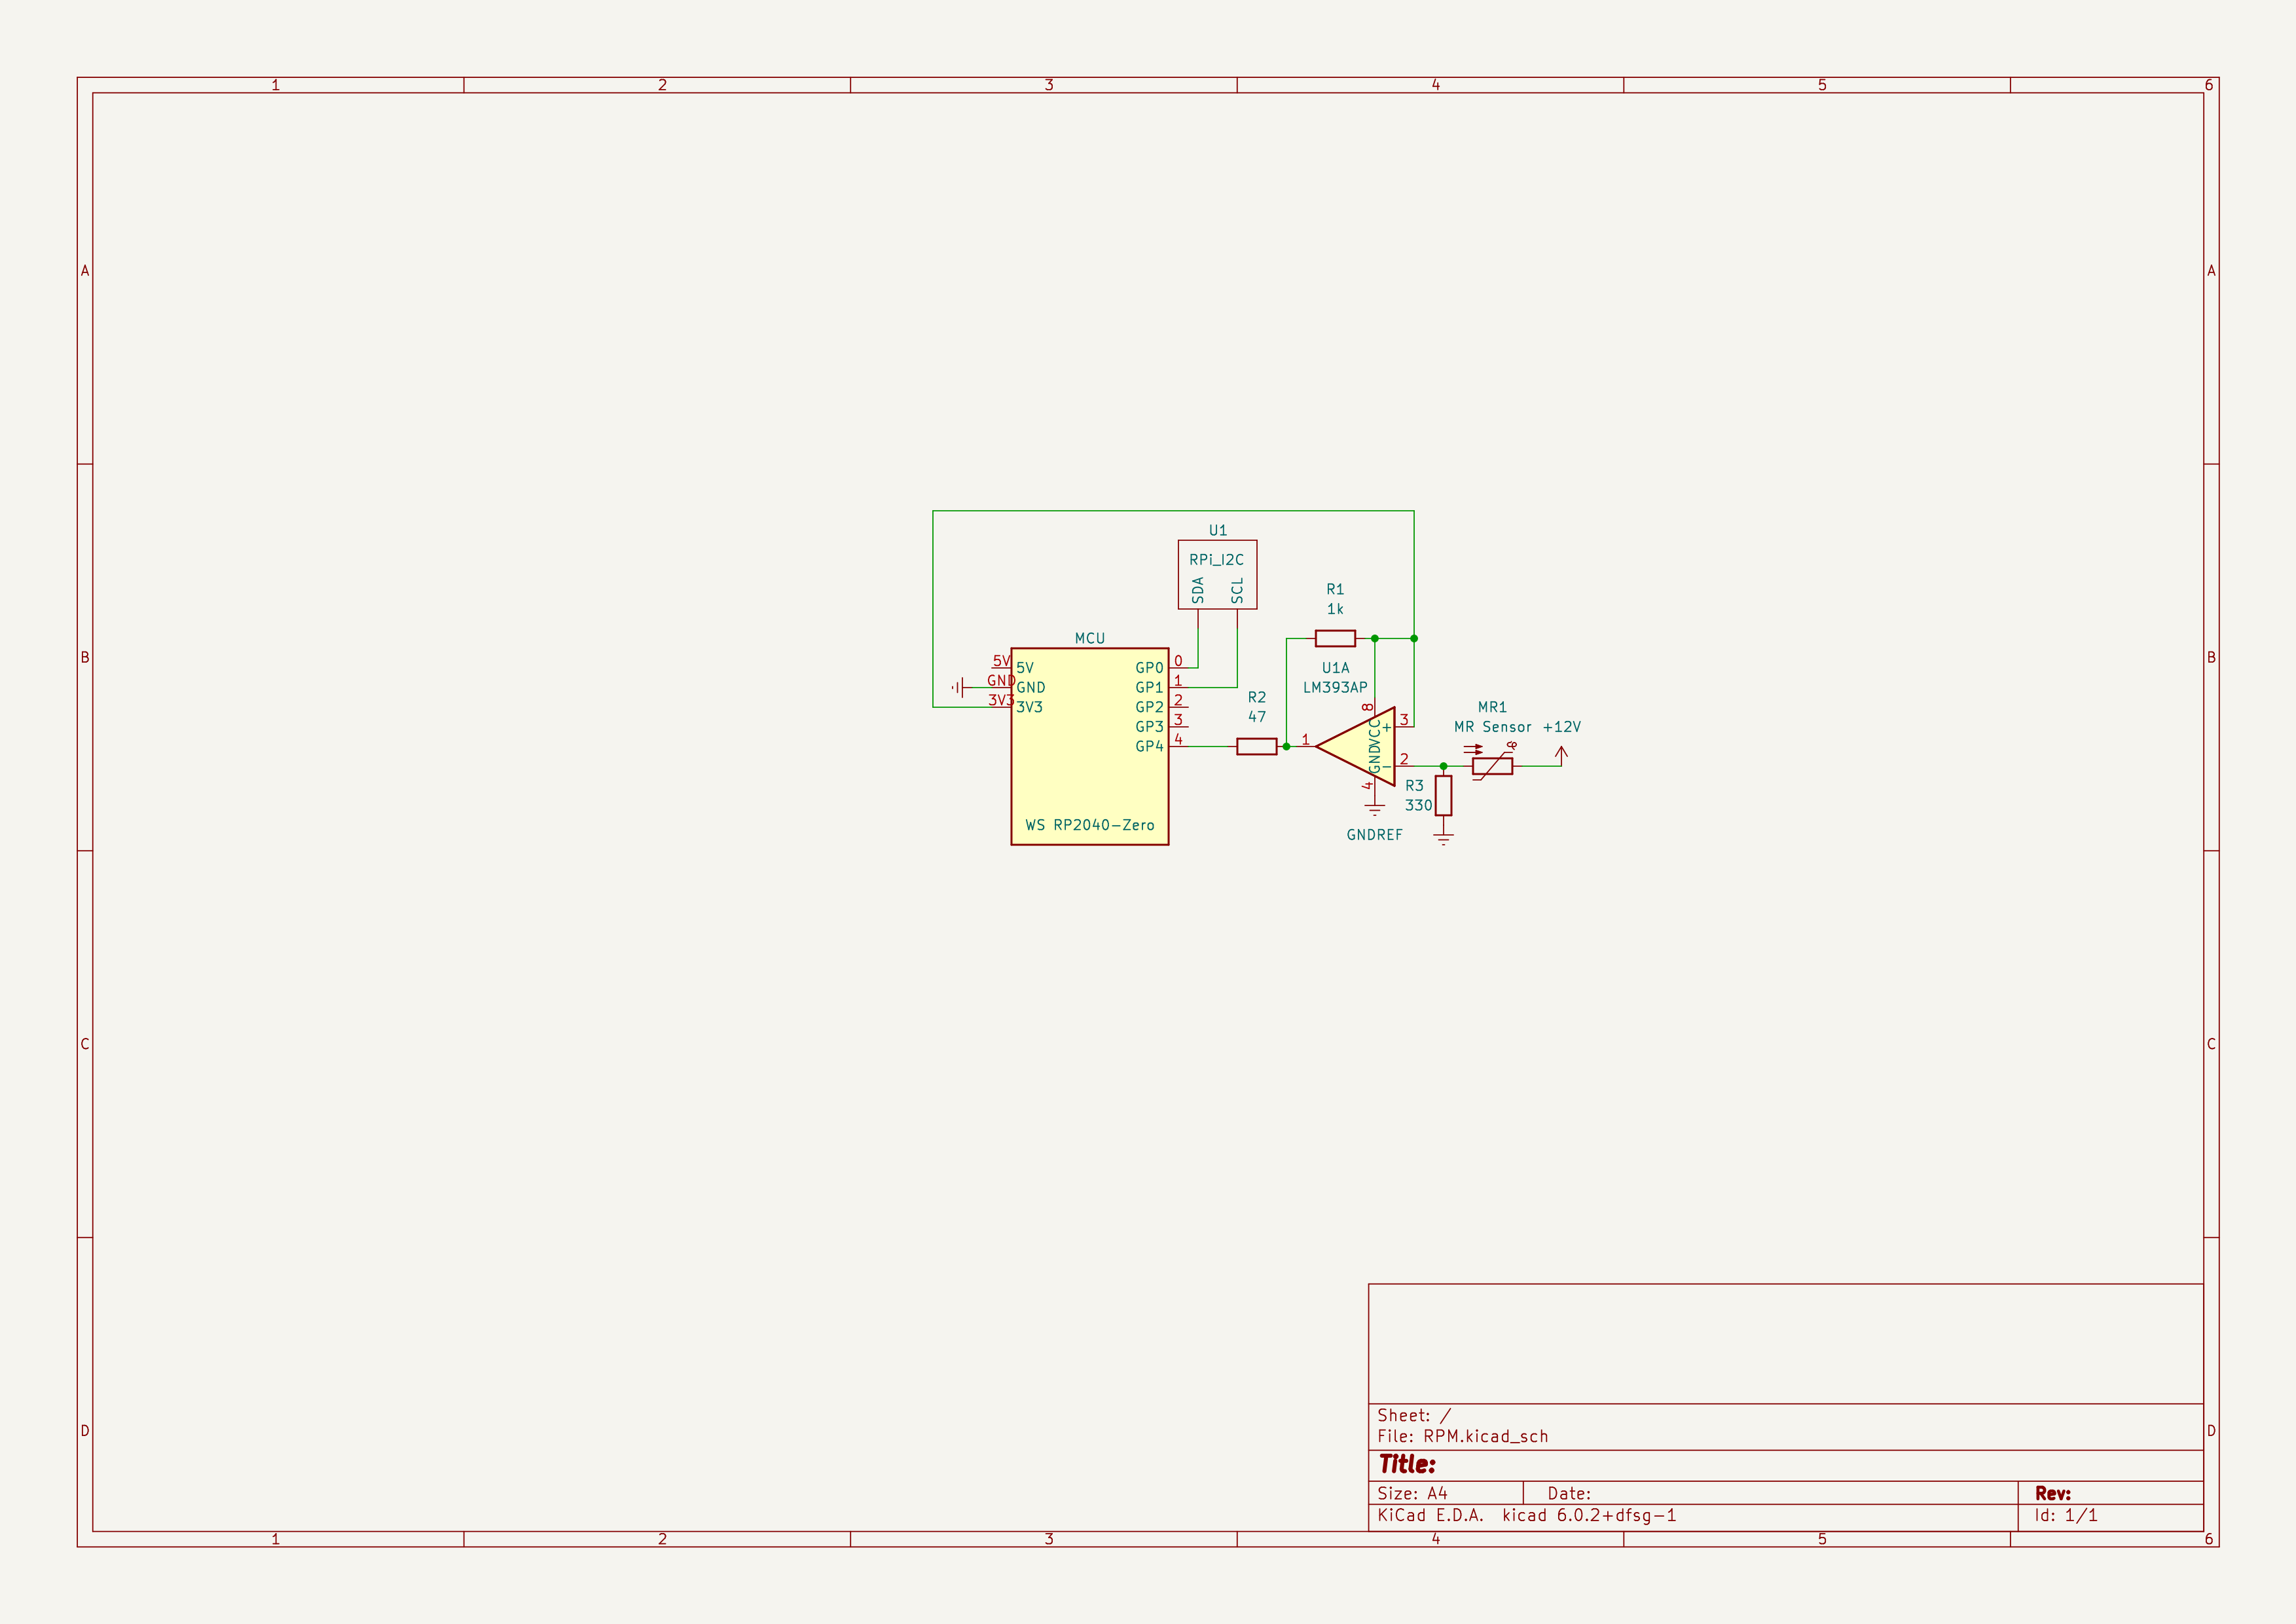 1 2 3 4 5 6
A A
B B
C C
D D
U1
RPi_I2C
SDA SCL
R1
1k
MCU
5V 5V GP0 0
GND GND GP1 1
3V3 3V3 GP2 2
GP3 3
GP4 4
WS RP2040-Zero
R2
47
U1A
LM393AP
8 VCC + 3
1
GND − 2
4
GNDREF
R3
330
MR1
MR Sensor +12V
Sheet: /
File: RPM.kicad_sch
Title:
Size: A4 Date: Rev:
KiCad E.D.A. kicad 6.0.2+dfsg-1 Id: 1/1
1 2 3 4 5 6